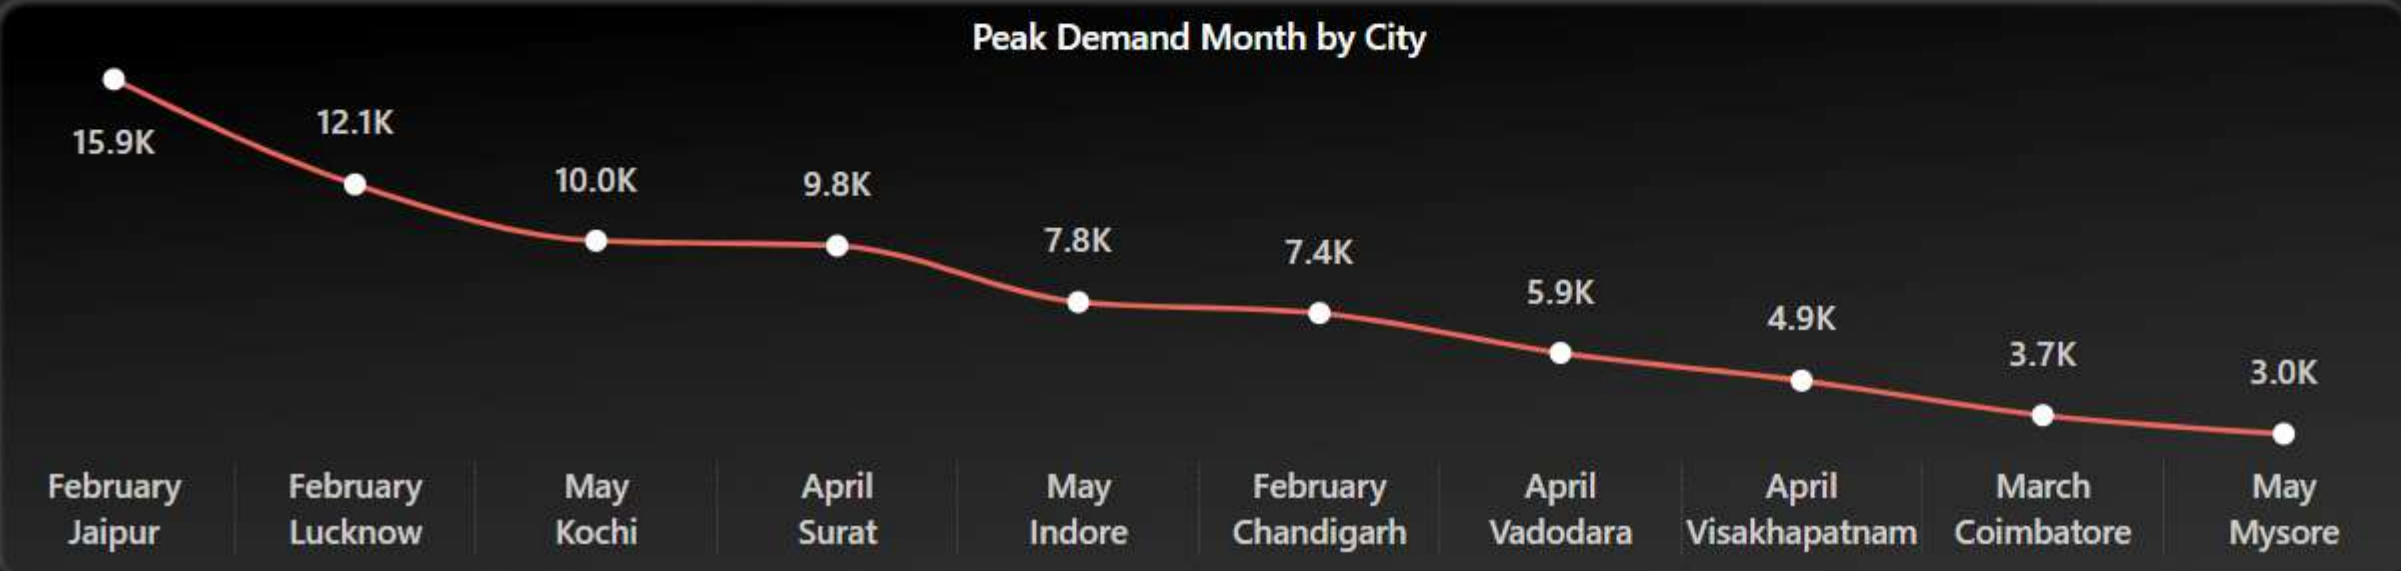 Peak Demand Month by City
15.9K
12.1K
10.0K
9.8K
7.8K
7.4K
5.9K
4.9K
3.7K
3.0K
February
Jaipur
February
Lucknow
May
Kochi
April
Surat
May
Indore
February
Chandigarh
April
Vadodara
April
Visakhapatnam
March
Coimbatore
May
Mysore